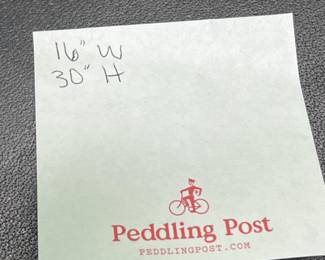 16" W
30" H
Peddling Post
PEDDLINGPOST.COM